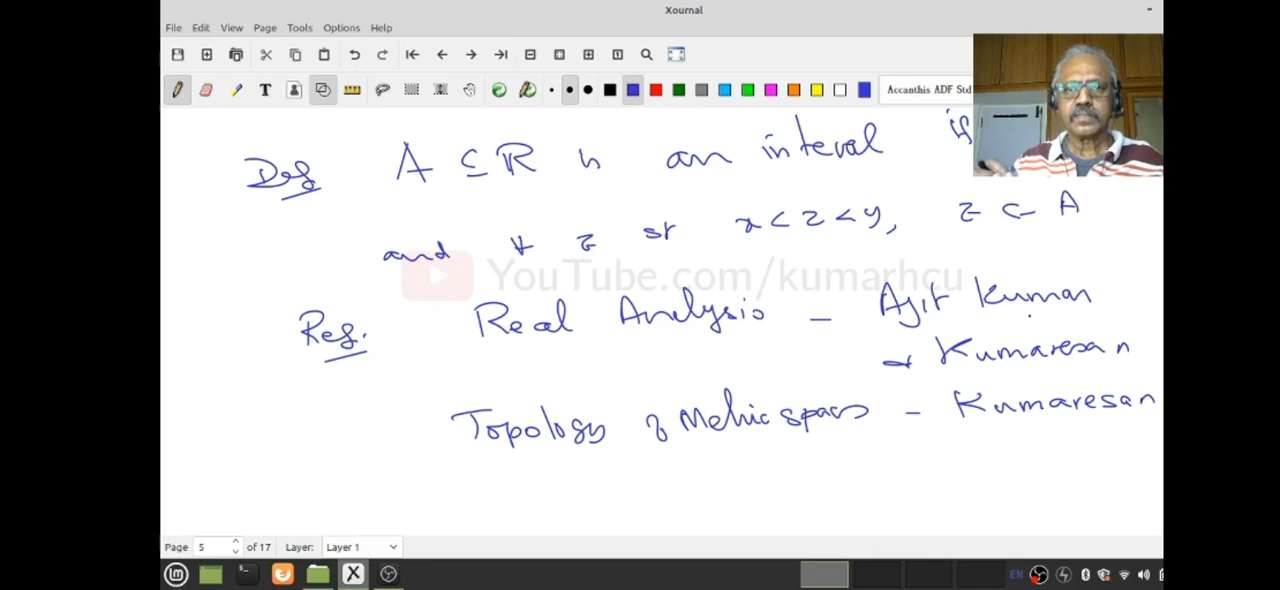 Xournal
File Edit View Page Tools Options Help
Accanthis ADF Std
Def A ⊆ ℝ is an interval if
and ∀ z st x < z < y, z ∈ A
YouTube.com/kumarhcu
Ref. Real Analysis – Ajit Kumar
& Kumaresan
Topology of Metric spaces – Kumaresan
Page 5 of 17 Layer: Layer 1
EN